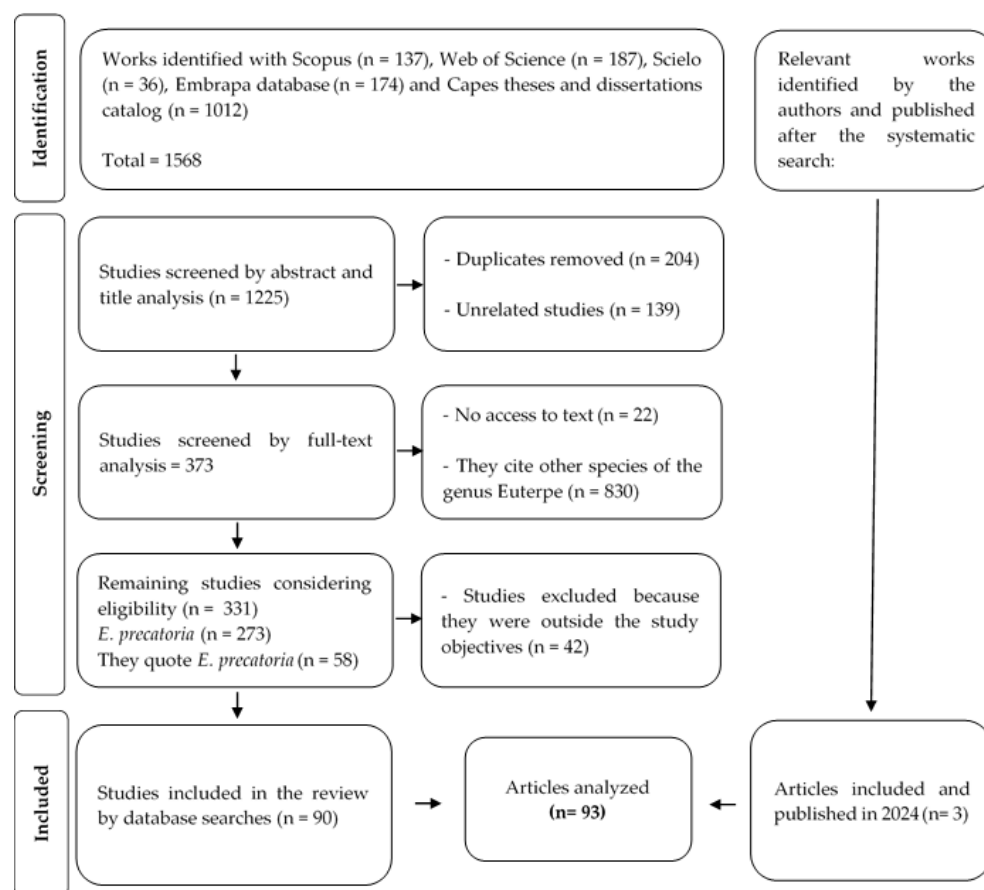 Identification
Works identified with Scopus (n = 137), Web of Science (n = 187), Scielo
(n = 36), Embrapa database (n = 174) and Capes theses and dissertations
catalog (n = 1012)
Total = 1568
Relevant works
identified by the
authors and published
after the systematic
search:
Screening
Studies screened by abstract and
title analysis (n = 1225)
- Duplicates removed (n = 204)
- Unrelated studies (n = 139)
Studies screened by full-text
analysis = 373
- No access to text (n = 22)
- They cite other species of the
genus Euterpe (n = 830)
Remaining studies considering
eligibility (n = 331)
E. precatoria (n = 273)
They quote E. precatoria (n = 58)
- Studies excluded because
they were outside the study
objectives (n = 42)
Included
Studies included in the review
by database searches (n = 90)
Articles analyzed
(n= 93)
Articles included and
published in 2024 (n= 3)